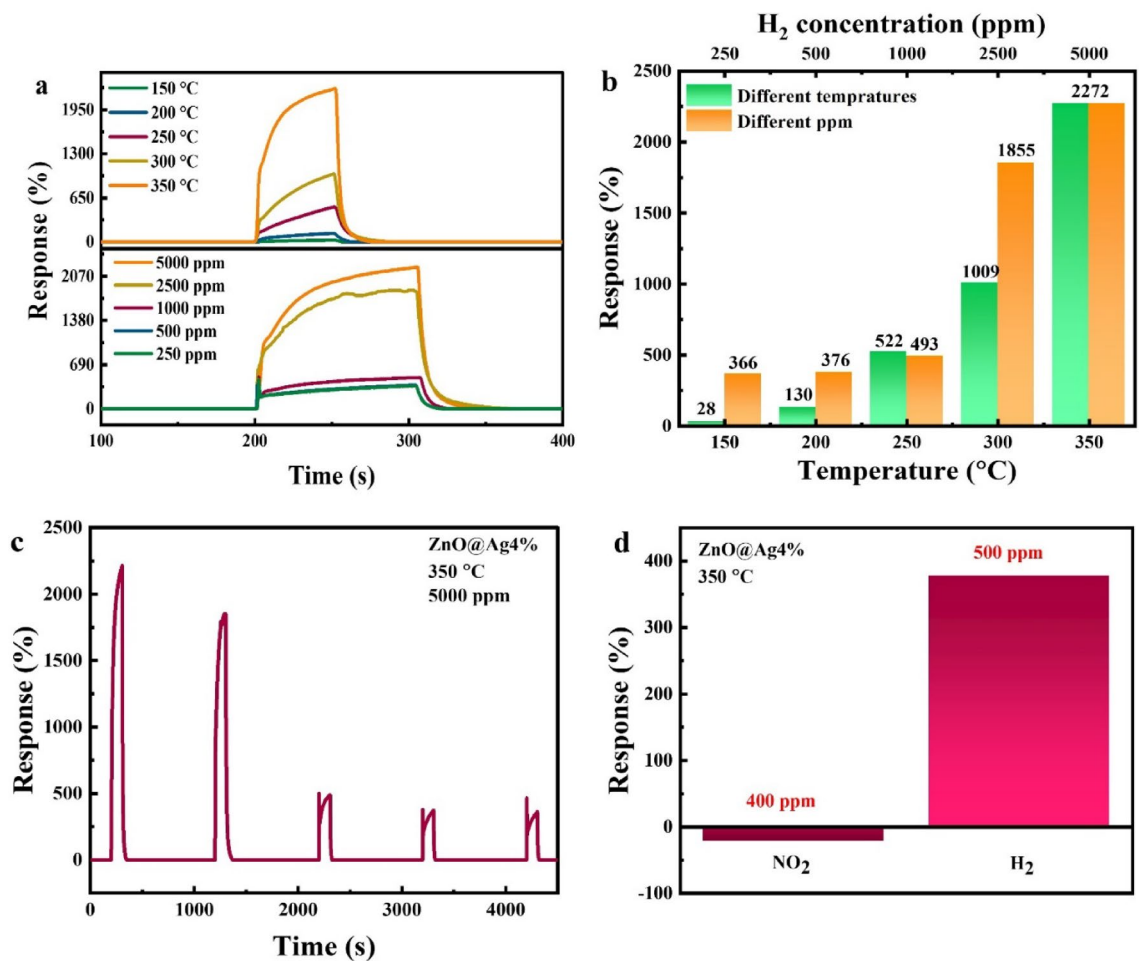 a
150 °C
200 °C
250 °C
300 °C
350 °C
1950
1300
650
0
5000 ppm
2500 ppm
1000 ppm
500 ppm
250 ppm
2070
1380
690
0
Response (%)
100 200 300 400
Time (s)
H2 concentration (ppm)
250 500 1000 2500 5000
b
Different tempratures
Different ppm
2500
2000
1500
1000
500
0
Response (%)
28 366 130 376 522 493 1009 1855 2272
150 200 250 300 350
Temperature (°C)
c
ZnO@Ag4%
350 °C
5000 ppm
2500
2000
1500
1000
500
0
Response (%)
0 1000 2000 3000 4000
Time (s)
d
ZnO@Ag4%
350 °C
500 ppm
400 ppm
400
300
200
100
0
-100
Response (%)
NO2 H2